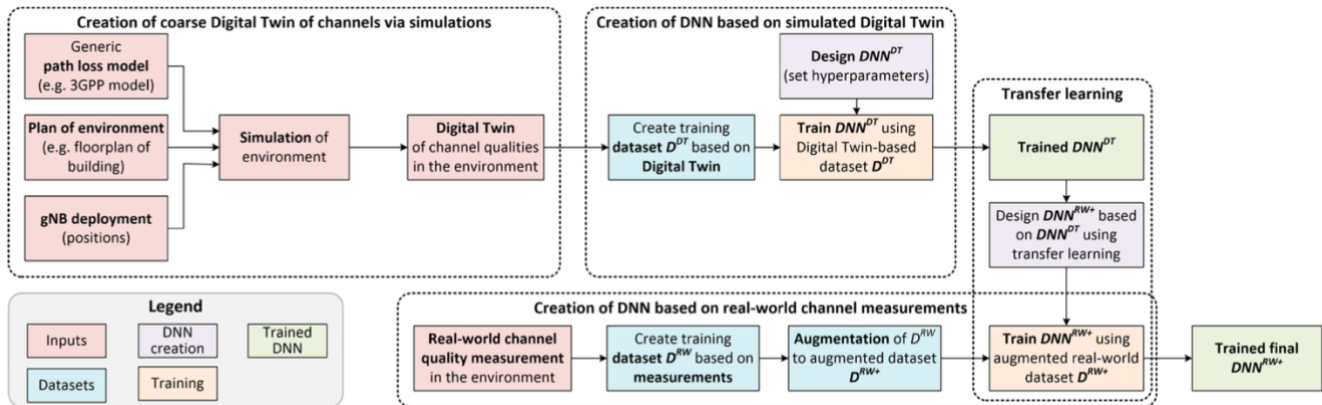 Creation of coarse Digital Twin of channels via simulations
Generic
path loss model
(e.g. 3GPP model)
Plan of environment
(e.g. floorplan of
building)
gNB deployment
(positions)
Simulation of
environment
Digital Twin
of channel qualities
in the environment
Creation of DNN based on simulated Digital Twin
Design DNN^DT
(set hyperparameters)
Create training
dataset D^DT based on
Digital Twin
Train DNN^DT using
Digital Twin-based
dataset D^DT
Transfer learning
Trained DNN^DT
Design DNN^RW+ based
on DNN^DT using
transfer learning
Legend
Inputs
DNN
creation
Trained
DNN
Datasets
Training
Creation of DNN based on real-world channel measurements
Real-world channel
quality measurement
in the environment
Create training
dataset D^RW based on
measurements
Augmentation of D^RW
to augmented dataset
D^RW+
Train DNN^RW+ using
augmented real-world
dataset D^RW+
Trained final
DNN^RW+